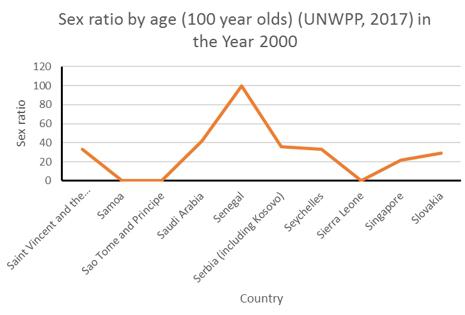 Sex ratio by age (100 year olds) (UNWPP, 2017) in
the Year 2000
120
100
80
60
40
20
0
Sex ratio
Saint Vincent and the...
Samoa
Sao Tome and Principe
Saudi Arabia
Senegal
Serbia (including Kosovo)
Seychelles
Sierra Leone
Singapore
Slovakia
Country